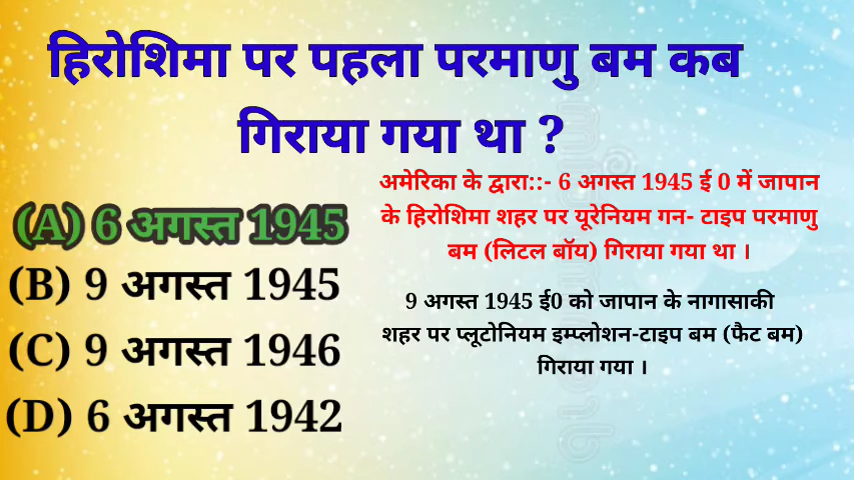 हिरोशिमा पर पहला परमाणु बम कब
गिराया गया था ?
(A) 6 अगस्त 1945
(B) 9 अगस्त 1945
(C) 9 अगस्त 1946
(D) 6 अगस्त 1942
अमेरिका के द्वारा::- 6 अगस्त 1945 ई 0 में जापान
के हिरोशिमा शहर पर यूरेनियम गन- टाइप परमाणु
बम (लिटल बॉय) गिराया गया था ।
9 अगस्त 1945 ई0 को जापान के नागासाकी
शहर पर प्लूटोनियम इम्प्लोशन-टाइप बम (फैट बम)
गिराया गया ।